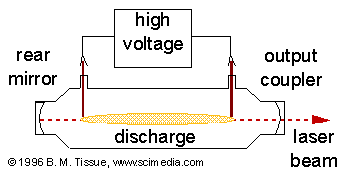 high
voltage
rear
mirror
output
coupler
discharge
laser
beam
© 1996 B. M. Tissue, www.scimedia.com